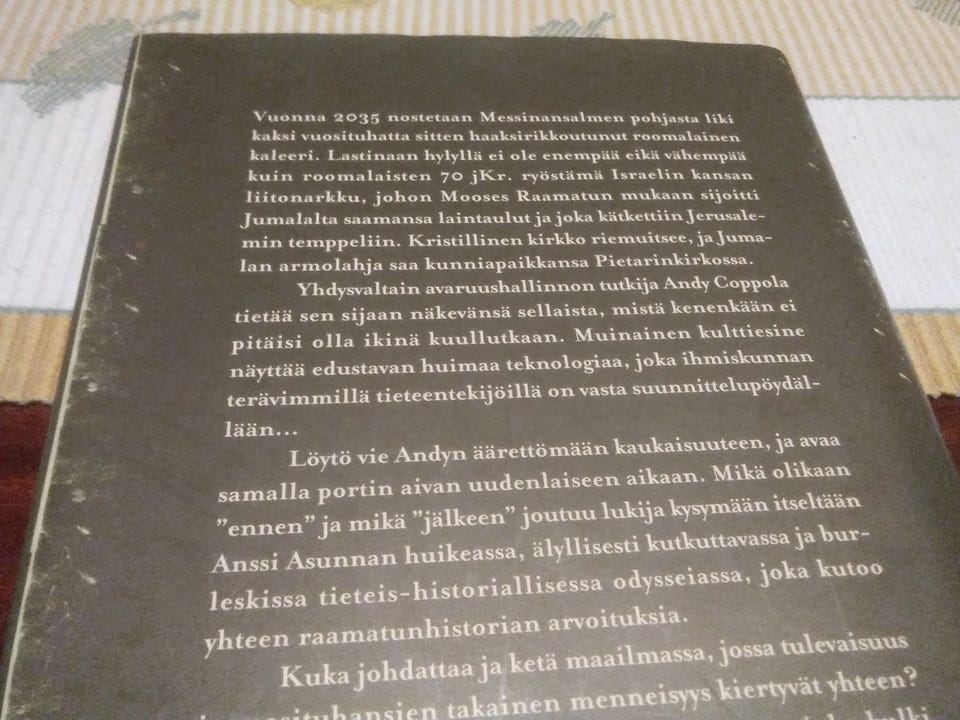 Vuonna 2035 nostetaan Messinansalmen pohjasta liki
kaksi vuosituhatta sitten haaksirikkoutunut roomalainen
kaleeri. Lastinaan hylyllä ei ole enempää eikä vähempää
kuin roomalaisten 70 jKr. ryöstämä Israelin kansan
liitonarkku, johon Mooses Raamatun mukaan sijoitti
Jumalalta saamansa laintaulut ja joka kätkettiin Jerusale-
min temppeliin. Kristillinen kirkko riemuitsee, ja Juma-
lan armolahja saa kunniapaikkansa Pietarinkirkossa.
Yhdysvaltain avaruushallinnon tutkija Andy Coppola
tietää sen sijaan näkevänsä sellaista, mistä kenenkään ei
pitäisi olla ikinä kuullutkaan. Muinainen kulttiesine
näyttää edustavan huimaa teknologiaa, joka ihmiskunnan
terävimmillä tieteentekijöillä on vasta suunnittelupöydäl-
lään...
Löytö vie Andyn äärettömään kaukaisuuteen, ja avaa
samalla portin aivan uudenlaiseen aikaan. Mikä olikaan
"ennen" ja mikä "jälkeen" joutuu lukija kysymään itseltään
Anssi Asunnan huikeassa, älyllisesti kutkuttavassa ja bur-
leskissa tieteis-historiallisessa odysseiassa, joka kutoo
yhteen raamatunhistorian arvoituksia.
Kuka johdattaa ja ketä maailmassa, jossa tulevaisuus
ja vuosituhansien takainen menneisyys kiertyvät yhteen?